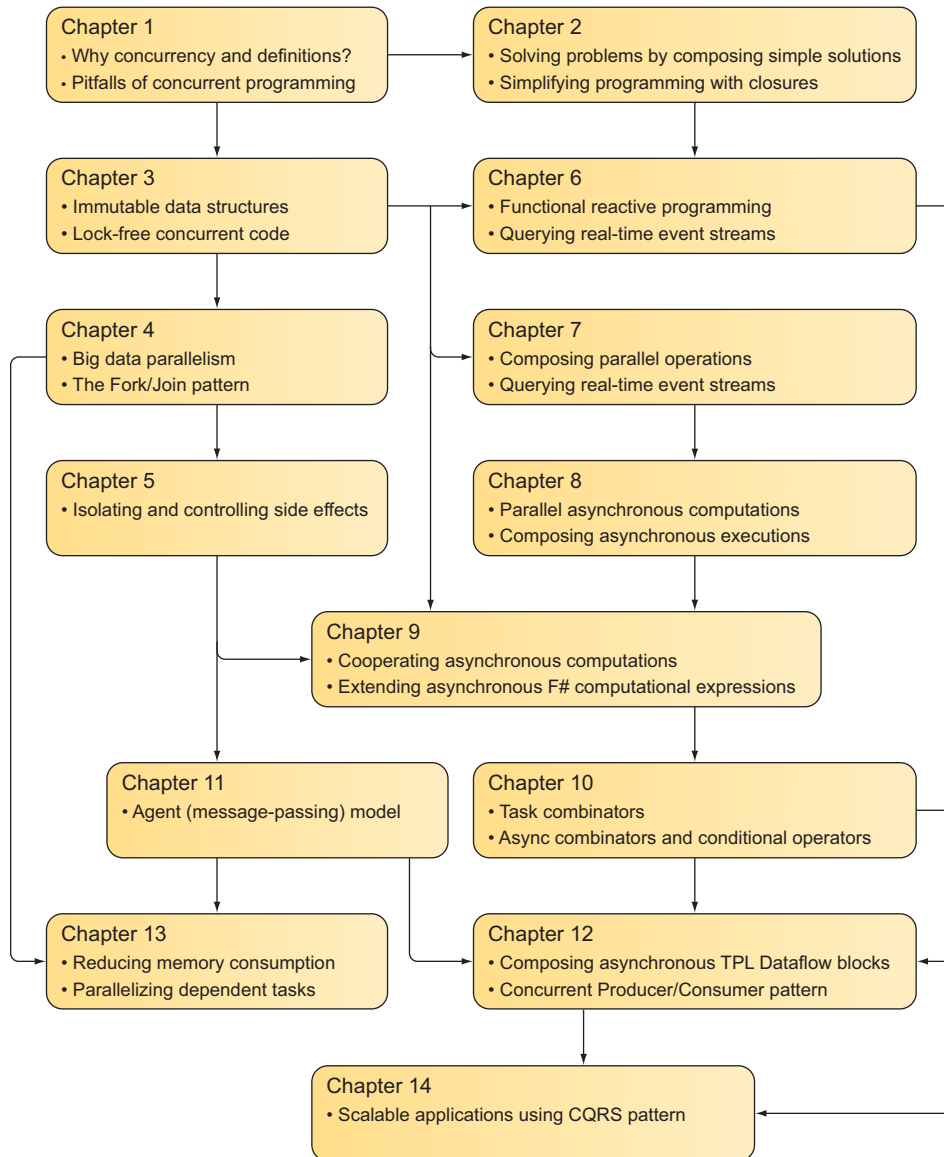 Chapter 1
• Why concurrency and definitions?
• Pitfalls of concurrent programming
Chapter 2
• Solving problems by composing simple solutions
• Simplifying programming with closures
Chapter 3
• Immutable data structures
• Lock-free concurrent code
Chapter 6
• Functional reactive programming
• Querying real-time event streams
Chapter 4
• Big data parallelism
• The Fork/Join pattern
Chapter 7
• Composing parallel operations
• Querying real-time event streams
Chapter 5
• Isolating and controlling side effects
Chapter 8
• Parallel asynchronous computations
• Composing asynchronous executions
Chapter 9
• Cooperating asynchronous computations
• Extending asynchronous F# computational expressions
Chapter 11
• Agent (message-passing) model
Chapter 10
• Task combinators
• Async combinators and conditional operators
Chapter 13
• Reducing memory consumption
• Parallelizing dependent tasks
Chapter 12
• Composing asynchronous TPL Dataflow blocks
• Concurrent Producer/Consumer pattern
Chapter 14
• Scalable applications using CQRS pattern